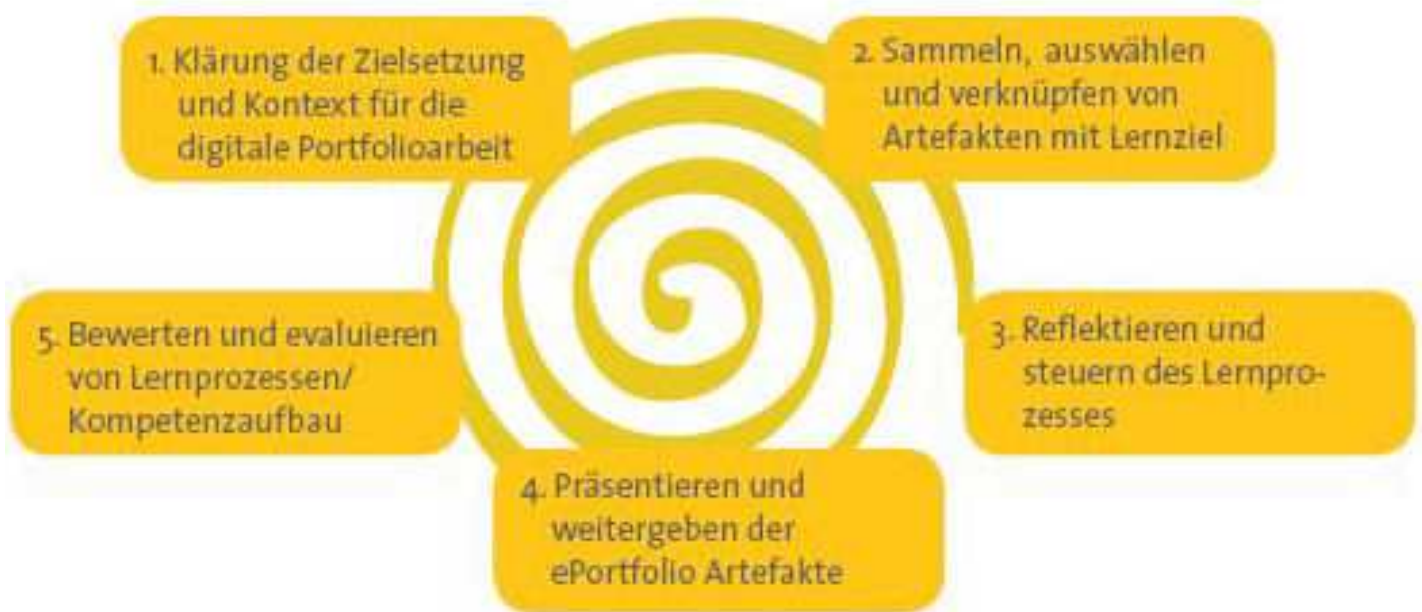 1. Klärung der Zielsetzung
und Kontext für die
digitale Portfolioarbeit
2. Sammeln, auswählen
und verknüpfen von
Artefakten mit Lernziel
3. Reflektieren und
steuern des Lernpro-
zesses
4. Präsentieren und
weitergeben der
ePortfolio Artefakte
5. Bewerten und evaluieren
von Lernprozessen/
Kompetenzaufbau